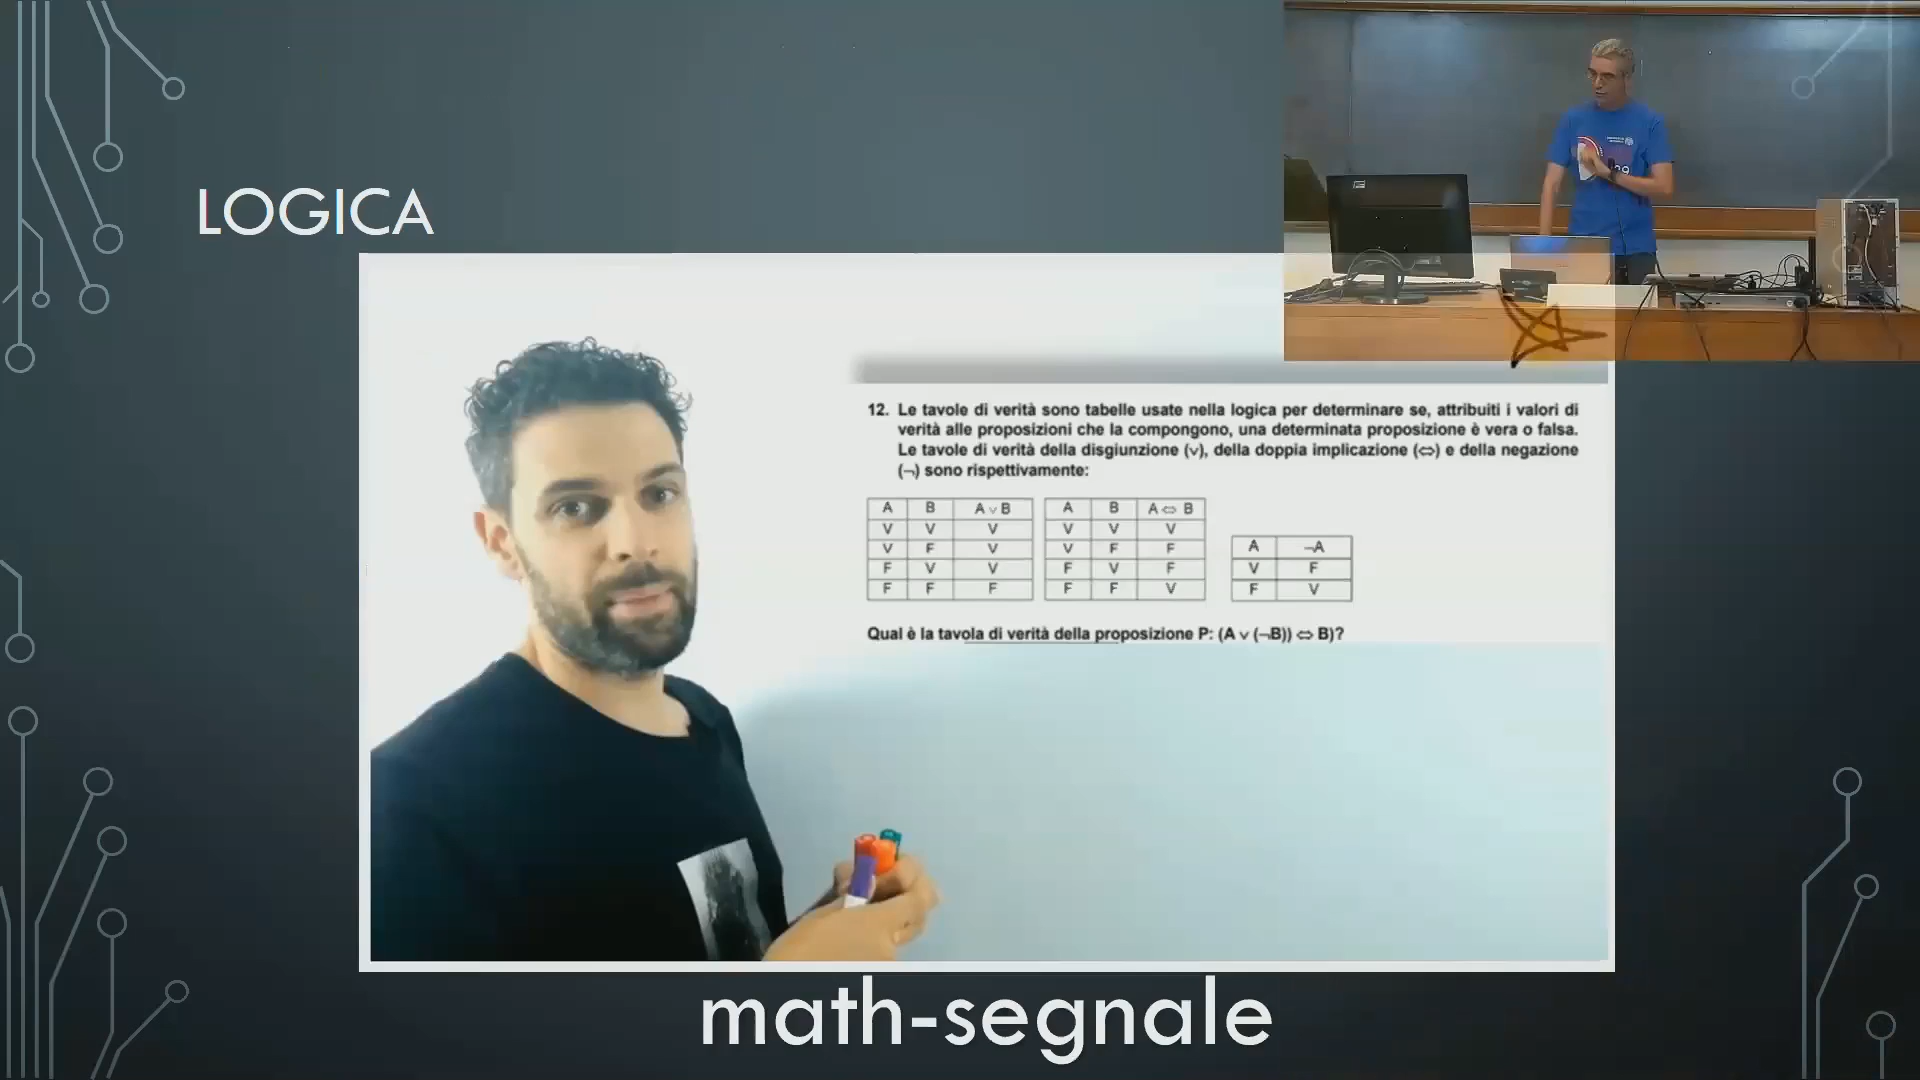 LOGICA
12. Le tavole di verità sono tabelle usate nella logica per determinare se, attribuiti i valori di
verità alle proposizioni che la compongono, una determinata proposizione è vera o falsa.
Le tavole di verità della disgiunzione (∨), della doppia implicazione (⇔) e della negazione
(¬) sono rispettivamente:
A B A ∨ B
V V V
V F V
F V V
F F F
A B A ⇔ B
V V V
V F F
F V F
F F V
A ¬A
V F
F V
Qual è la tavola di verità della proposizione P: (A ∨ (¬B)) ⇔ B)?
math-segnale